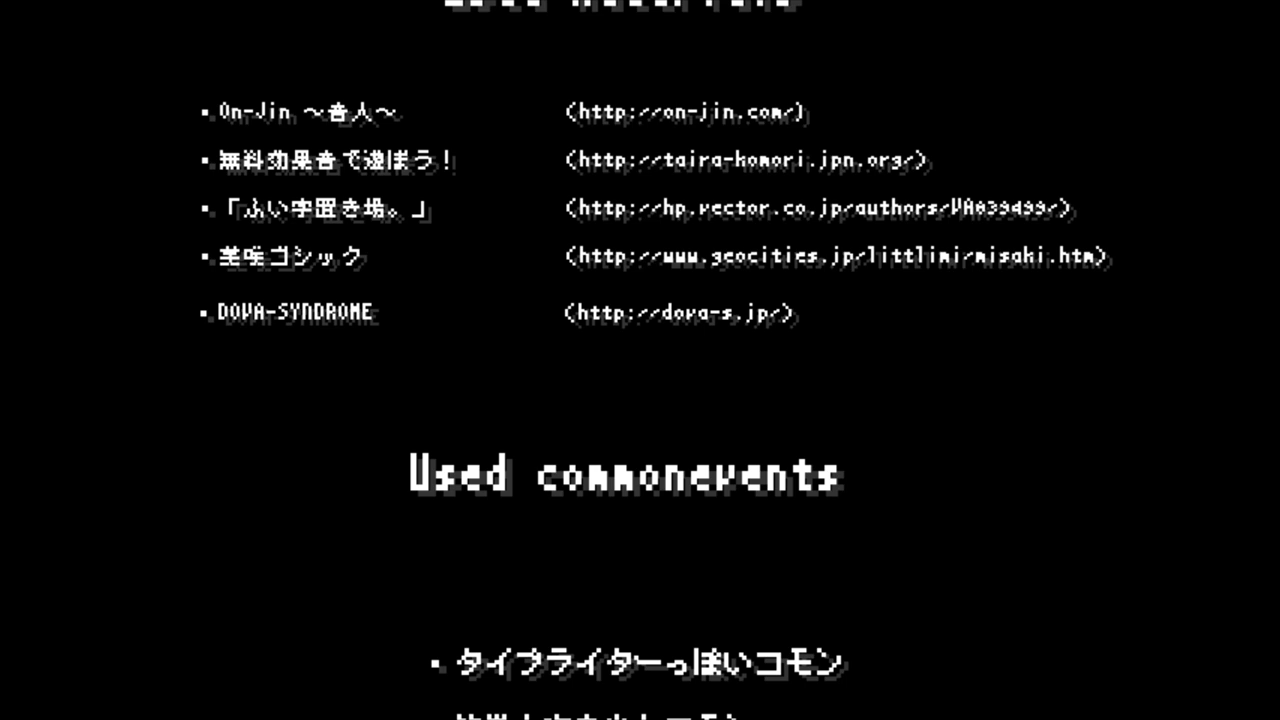 ・On-Jin ～音人～ (http://on-jin.com/)
・無料効果音で遊ぼう！ (http://taira-komori.jpn.org/)
・「ふい字置き場。」 (http://hp.vector.co.jp/authors/VA039499/)
・美咲ゴシック (http://www.geocities.jp/littlimi/misaki.htm)
・DOVA-SYNDROME (http://dova-s.jp/)
Used commonevents
・タイプライターっぽいコモン